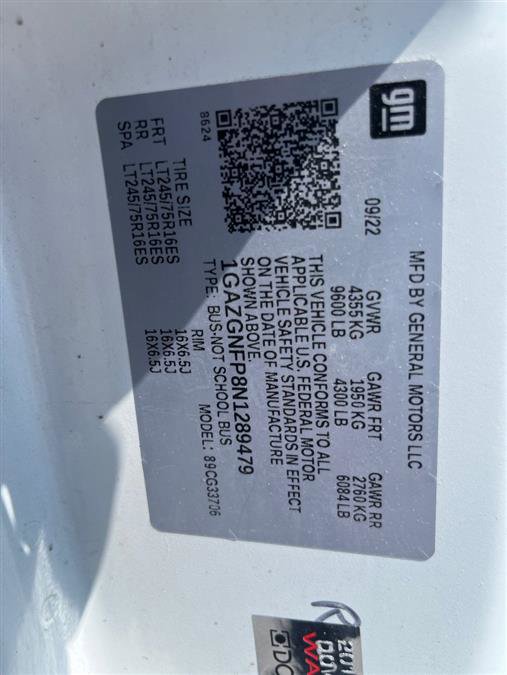 gm
MFD BY GENERAL MOTORS LLC
09/22
GVWR GAWR FRT GAWR RR
4355 KG 1950 KG 2760 KG
9600 LB 4300 LB 6084 LB
THIS VEHICLE CONFORMS TO ALL
APPLICABLE U.S. FEDERAL MOTOR
VEHICLE SAFETY STANDARDS IN EFFECT
ON THE DATE OF MANUFACTURE
SHOWN ABOVE.
1GAZGNFP8N1289479
TYPE: BUS-NOT SCHOOL BUS
MODEL: 89CG33706
8624
TIRE SIZE RIM
FRT LT245/75R16ES 16X6.5J
RR LT245/75R16ES 16X6.5J
SPA LT245/75R16ES 16X6.5J
R
201
WA
DO